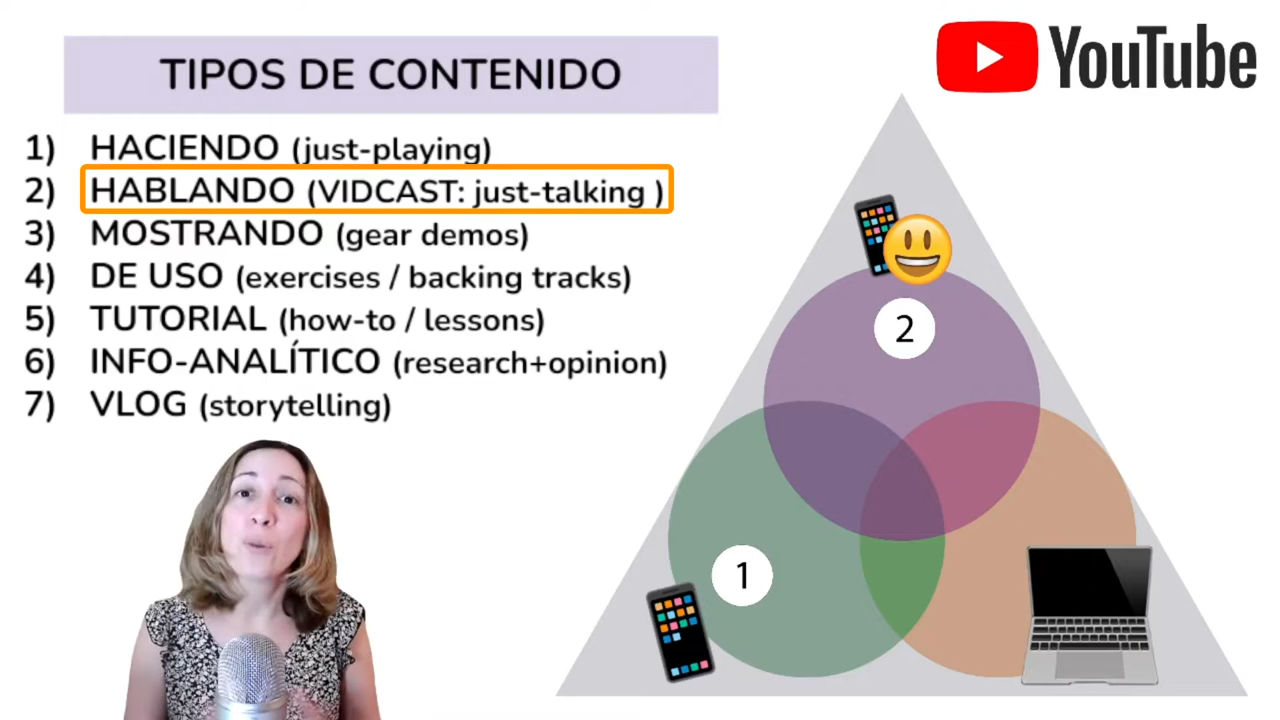 TIPOS DE CONTENIDO
YouTube
1) HACIENDO (just-playing)
2) HABLANDO (VIDCAST: just-talking )
3) MOSTRANDO (gear demos)
4) DE USO (exercises / backing tracks)
5) TUTORIAL (how-to / lessons)
6) INFO-ANALÍTICO (research+opinion)
7) VLOG (storytelling)
2
1